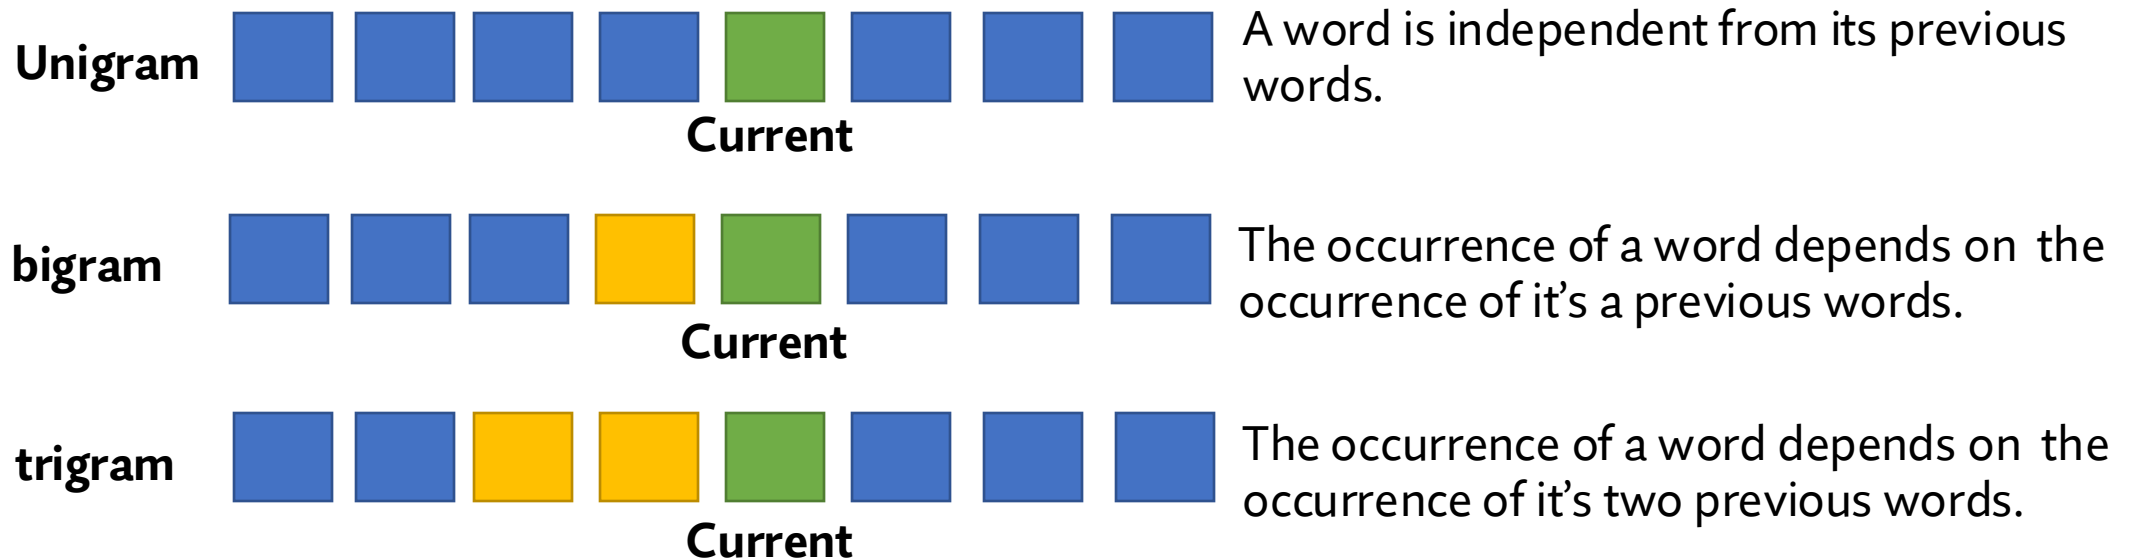 Unigram
A word is independent from its previous
words.
Current
bigram
The occurrence of a word depends on  the
occurrence of it’s a previous words.
Current
trigram
The occurrence of a word depends on  the
occurrence of it’s two previous words.
Current